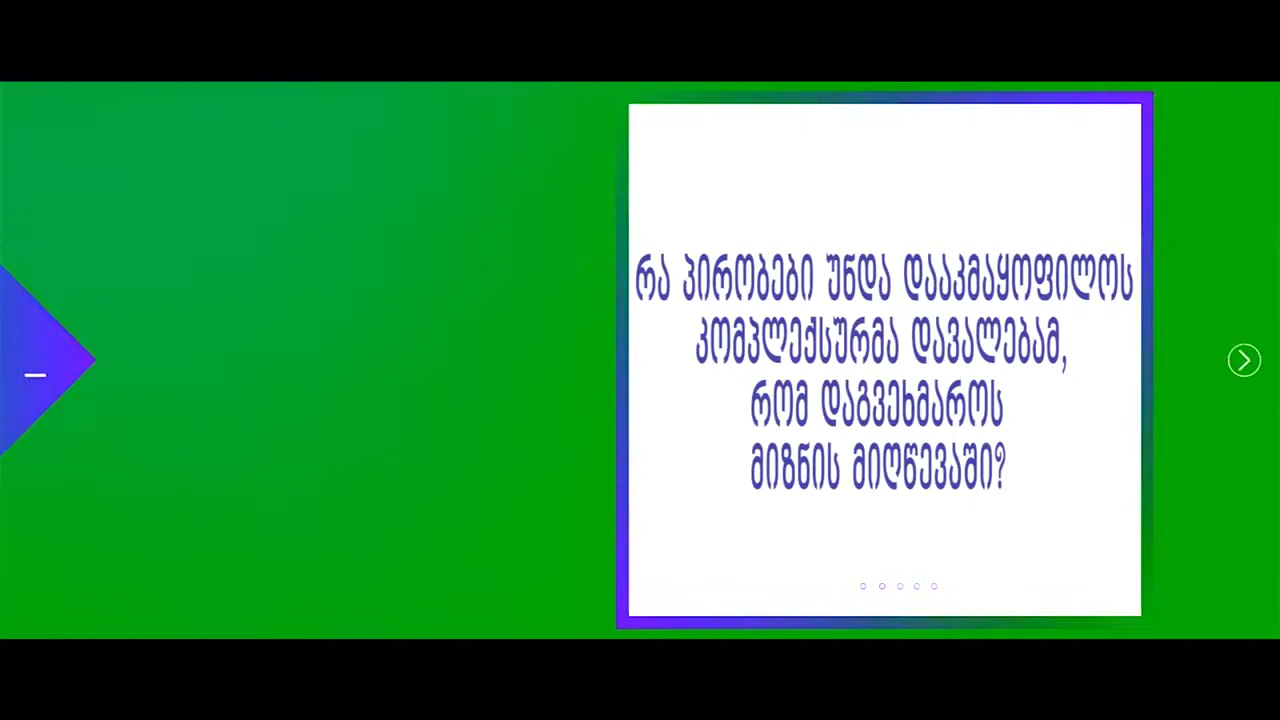 რა პირობები უნდა დააკმაყოფილოს
კომპლექსურმა დავალებამ,
რომ დაგვეხმაროს
მიზნის მიღწევაში?